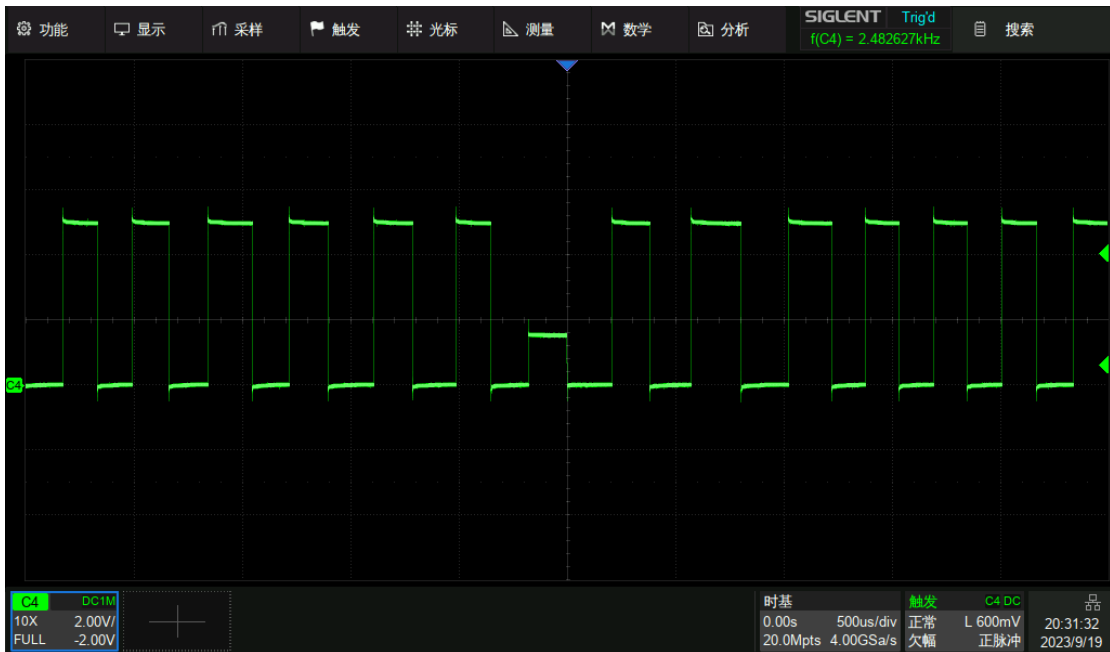 功能 显示 采样 触发 光标 测量 数学 分析 SIGLENT Trig'd 搜索
f(C4) = 2.482627kHz
C4
C4 DC1M
10X 2.00V/
FULL -2.00V
时基
0.00s 500us/div
20.0Mpts 4.00GSa/s
触发 C4 DC
正常 L 600mV
欠幅 正脉冲
20:31:32
2023/9/19